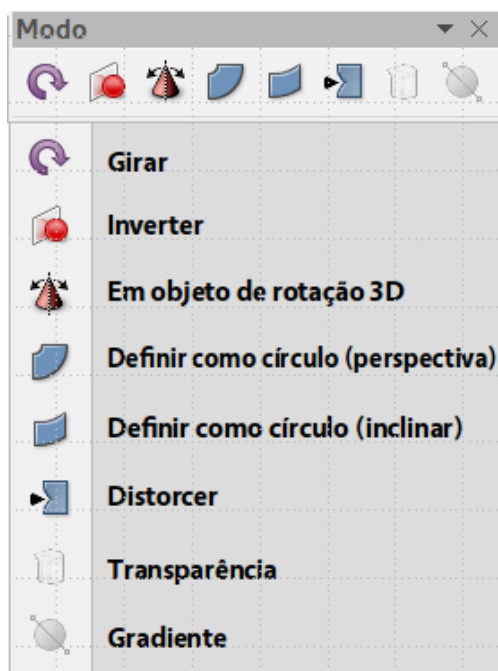 Modo
Girar
Inverter
Em objeto de rotação 3D
Definir como círculo (perspectiva)
Definir como círculo (inclinar)
Distorcer
Transparência
Gradiente